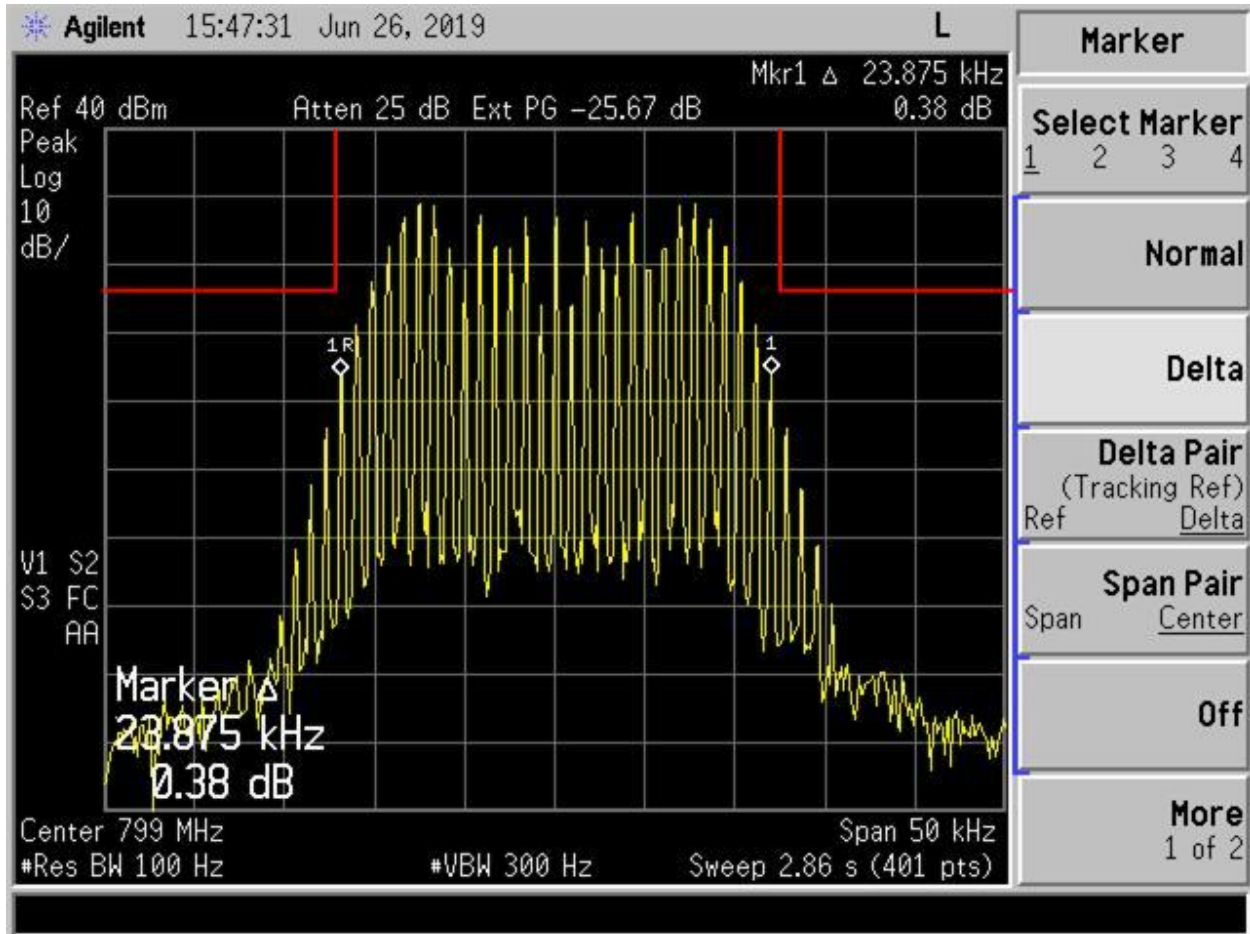 Agilent 15:47:31 Jun 26, 2019 L
Mkr1 Δ 23.875 kHz
Ref 40 dBm Atten 25 dB Ext PG -25.67 dB 0.38 dB
Peak
Log
10
dB/
1R 1
V1 S2
S3 FC
AA
Marker Δ
23.875 kHz
0.38 dB
Center 799 MHz Span 50 kHz
#Res BW 100 Hz #VBW 300 Hz Sweep 2.86 s (401 pts)
Marker
Select Marker
1 2 3 4
Normal
Delta
Delta Pair
(Tracking Ref)
Ref Delta
Span Pair
Span Center
Off
More
1 of 2